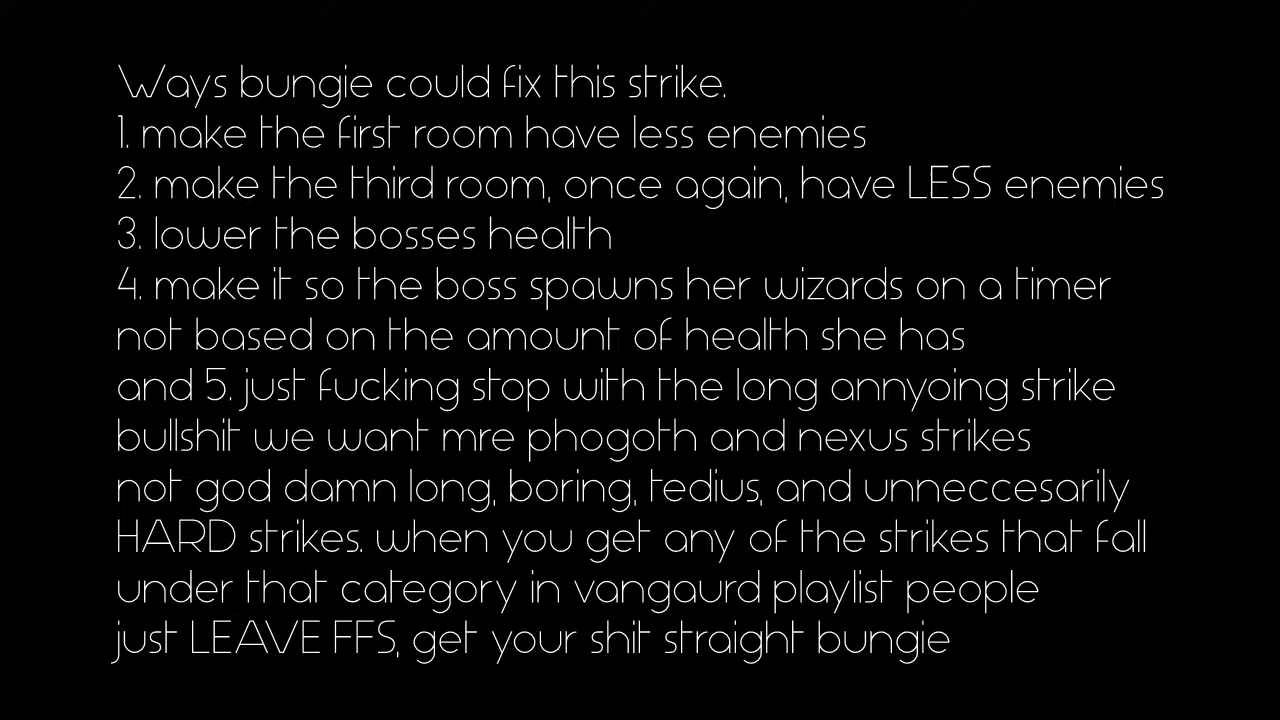 Ways bungie could fix this strike.
1. make the first room have less enemies
2. make the third room, once again, have LESS enemies
3. lower the bosses health
4. make it so the boss spawns her wizards on a timer
not based on the amount of health she has
and 5. just fucking stop with the long annyoing strike
bullshit we want mre phogoth and nexus strikes
not god damn long, boring, tedius, and unneccesarily
HARD strikes. when you get any of the strikes that fall
under that category in vangaurd playlist people
just LEAVE FFS, get your shit straight bungie